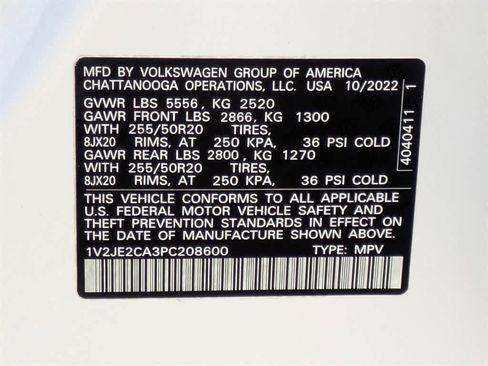 MFD BY VOLKSWAGEN GROUP OF AMERICA
CHATTANOOGA OPERATIONS, LLC. USA 10/2022
GVWR LBS 5556 , KG 2520
GAWR FRONT LBS 2866, KG 1300
WITH 255/50R20 TIRES,
8JX20 RIMS, AT 250 KPA, 36 PSI COLD
GAWR REAR LBS 2800 , KG 1270
WITH 255/50R20 TIRES,
8JX20 RIMS, AT 250 KPA, 36 PSI COLD
THIS VEHICLE CONFORMS TO ALL APPLICABLE
U.S. FEDERAL MOTOR VEHICLE SAFETY AND
THEFT PREVENTION STANDARDS IN EFFECT
ON THE DATE OF MANUFACTURE SHOWN ABOVE.
1V2JE2CA3PC208600 TYPE: MPV
4040411 1